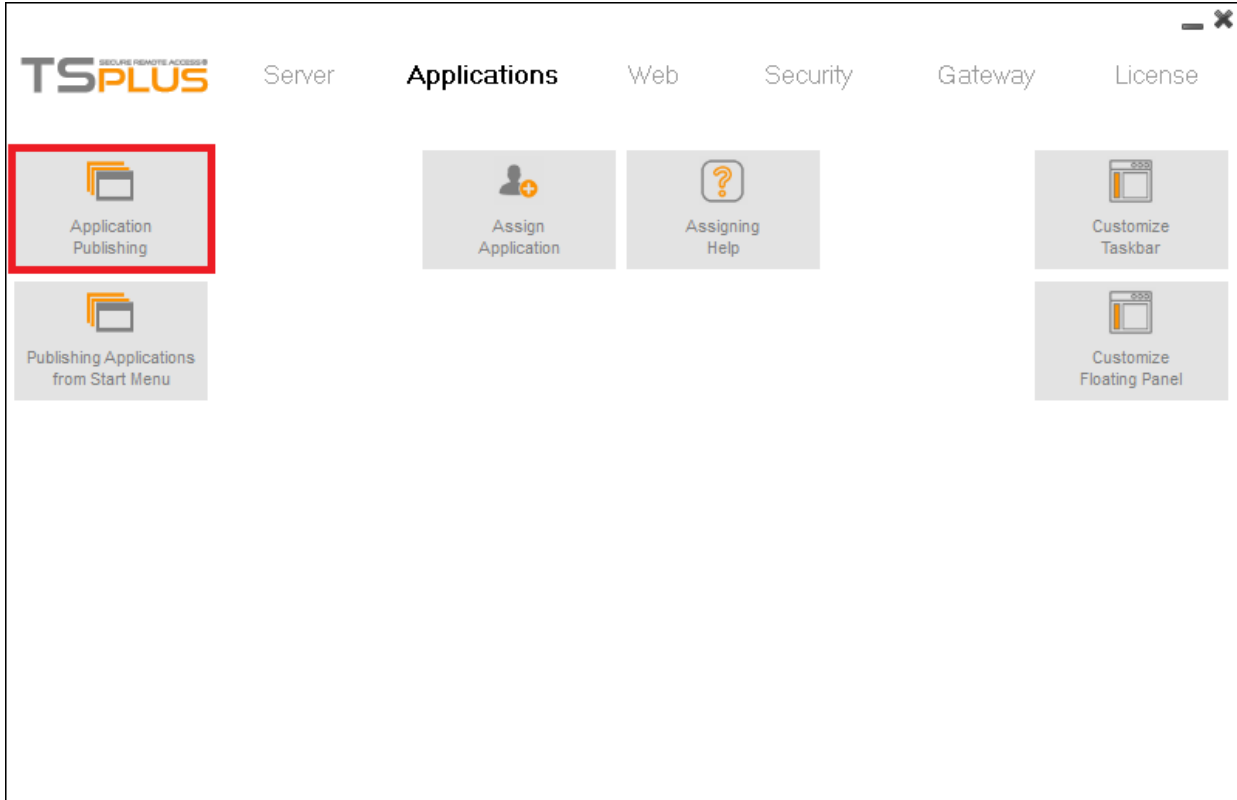 TSPLUS SECURE REMOTE ACCESS®
Server Applications Web Security Gateway License
Application
Publishing
Assign
Application
Assigning
Help
Customize
Taskbar
Publishing Applications
from Start Menu
Customize
Floating Panel